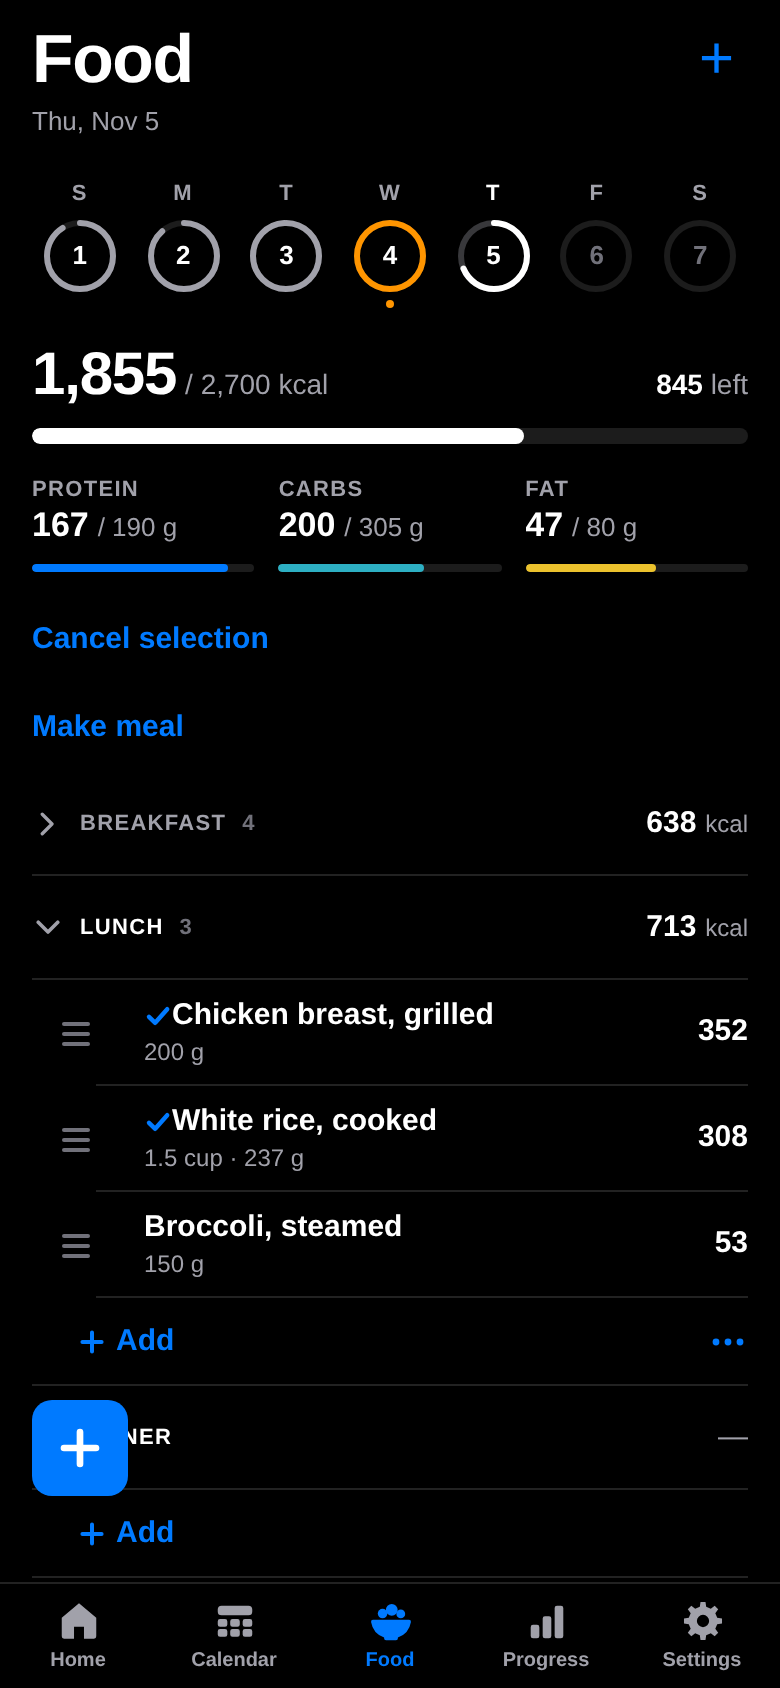 Food
Thu, Nov 5
S M T W T F S
1 2 3 4 5 6 7
1,855 / 2,700 kcal 845 left
PROTEIN CARBS FAT
167 / 190 g 200 / 305 g 47 / 80 g
Cancel selection
Make meal
BREAKFAST 4 638 kcal
LUNCH 3 713 kcal
Chicken breast, grilled 352
200 g
White rice, cooked 308
1.5 cup · 237 g
Broccoli, steamed 53
150 g
+ Add
NER —
+ Add
Home Calendar Food Progress Settings